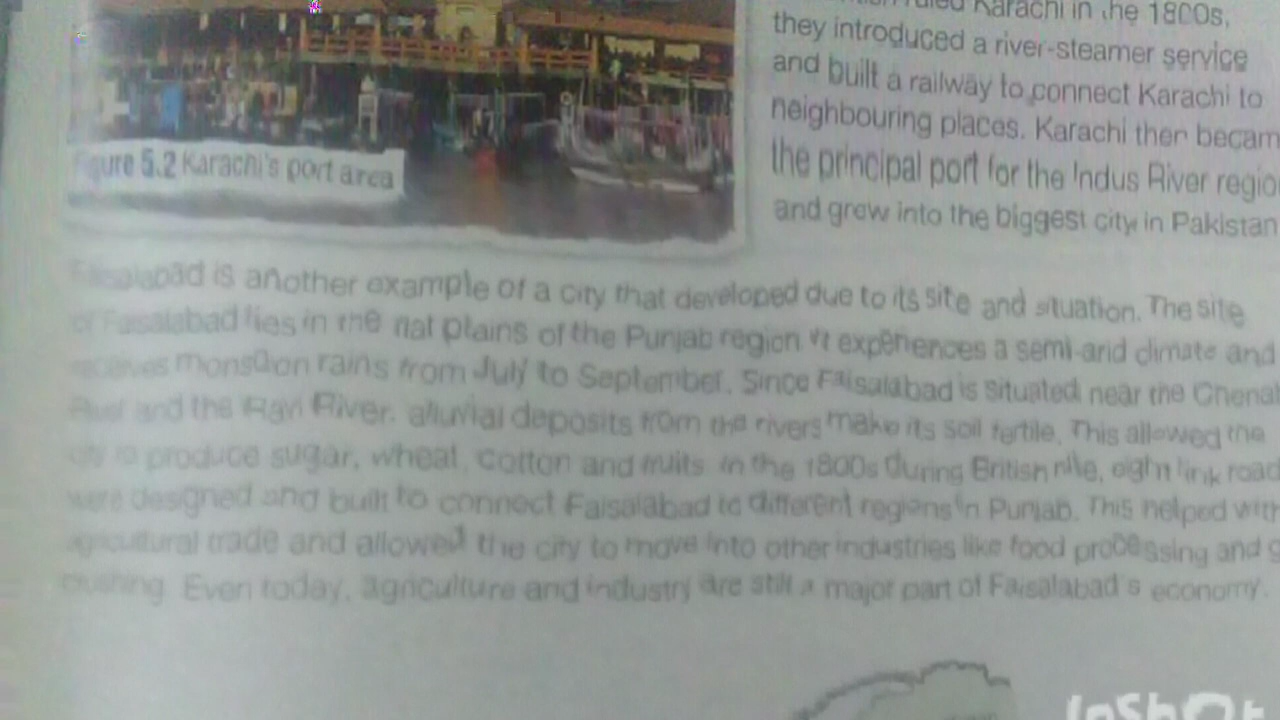 ruled Karachi in the 1800s,
they introduced a river-steamer service
and built a railway to connect Karachi to
neighbouring places. Karachi then becam
the principal port for the Indus River regio
and grew into the biggest city in Pakistan
Figure 5.2 Karachi's port area
Faisalabad is another example of a city that developed due to its site and situation. The site
of Faisalabad lies in the flat plains of the Punjab region. It experiences a semi-arid climate and
receives monsoon rains from July to September. Since Faisalabad is situated near the Chenab
River and the Ravi River, alluvial deposits from the rivers make its soil fertile. This allowed the
city to produce sugar, wheat, cotton and fruits. In the 1800s during British rule, eight link road
were designed and built to connect Faisalabad to different regions in Punjab. This helped with
agricultural trade and allowed the city to move into other industries like food processing and
Even today, agriculture and industry are still a major part of Faisalabad's economy.
InShOt